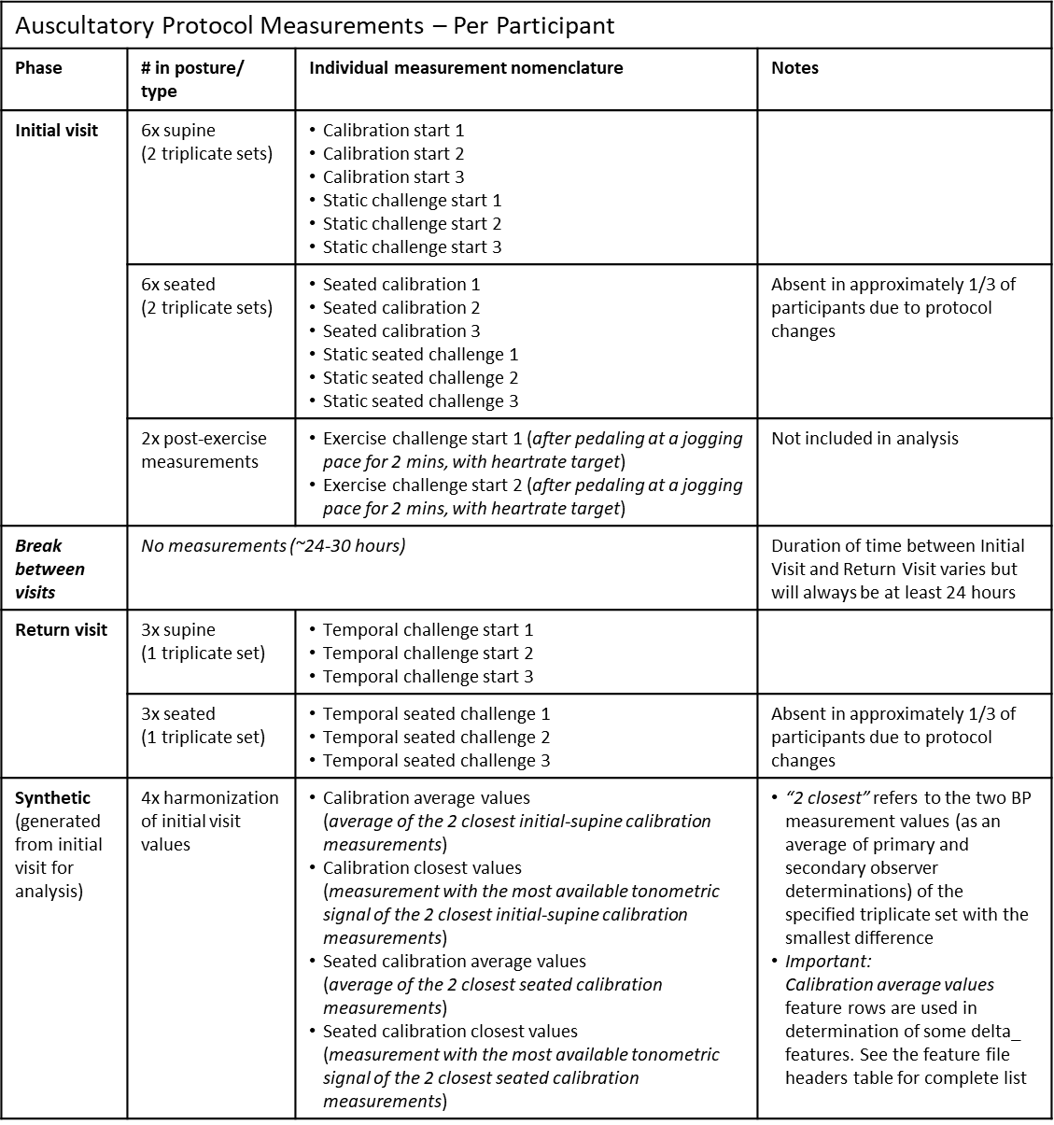 Auscultatory Protocol Measurements – Per Participant
Phase
# in posture/
type
Individual measurement nomenclature
Notes
Initial visit
6x supine
(2 triplicate sets)
• Calibration start 1
• Calibration start 2
• Calibration start 3
• Static challenge start 1
• Static challenge start 2
• Static challenge start 3
6x seated
(2 triplicate sets)
• Seated calibration 1
• Seated calibration 2
• Seated calibration 3
• Static seated challenge 1
• Static seated challenge 2
• Static seated challenge 3
Absent in approximately 1/3 of
participants due to protocol
changes
2x post-exercise
measurements
• Exercise challenge start 1 (after pedaling at a jogging
pace for 2 mins, with heartrate target)
• Exercise challenge start 2 (after pedaling at a jogging
pace for 2 mins, with heartrate target)
Not included in analysis
Break
between
visits
No measurements (~24-30 hours)
Duration of time between Initial
Visit and Return Visit varies but
will always be at least 24 hours
Return visit
3x supine
(1 triplicate set)
• Temporal challenge start 1
• Temporal challenge start 2
• Temporal challenge start 3
3x seated
(1 triplicate set)
• Temporal seated challenge 1
• Temporal seated challenge 2
• Temporal seated challenge 3
Absent in approximately 1/3 of
participants due to protocol
changes
Synthetic
(generated
from initial
visit for
analysis)
4x harmonization
of initial visit
values
• Calibration average values
(average of the 2 closest initial-supine calibration
measurements)
• Calibration closest values
(measurement with the most available tonometric
signal of the 2 closest initial-supine calibration
measurements)
• Seated calibration average values
(average of the 2 closest seated calibration
measurements)
• Seated calibration closest values
(measurement with the most available tonometric
signal of the 2 closest seated calibration
measurements)
• “2 closest” refers to the two BP
measurement values (as an
average of primary and
secondary observer
determinations) of the
specified triplicate set with the
smallest difference
• Important:
Calibration average values
feature rows are used in
determination of some delta_
features. See the feature file
headers table for complete list